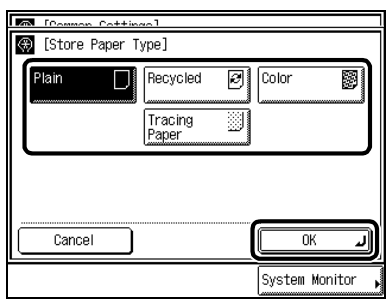 [Common Settings]
[Store Paper Type]
Plain
Recycled
Color
Tracing
Paper
Cancel
OK
System Monitor